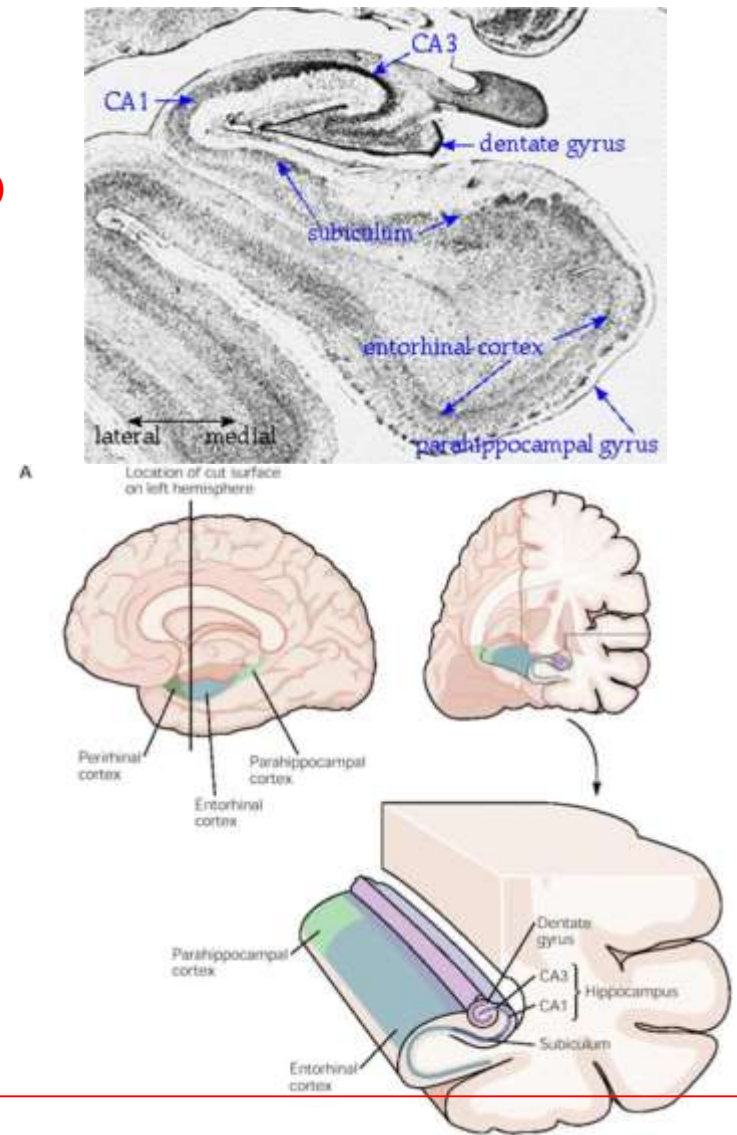 CA3
CA1
dentate gyrus
subiculum
entorhinal cortex
parahippocampal gyrus
lateral medial
A
Location of cut surface
on left hemisphere
Perirhinal
cortex
Parahippocampal
cortex
Entorhinal
cortex
Dentate
gyrus
Parahippocampal
cortex
CA3
Hippocampus
CA1
Subiculum
Entorhinal
cortex